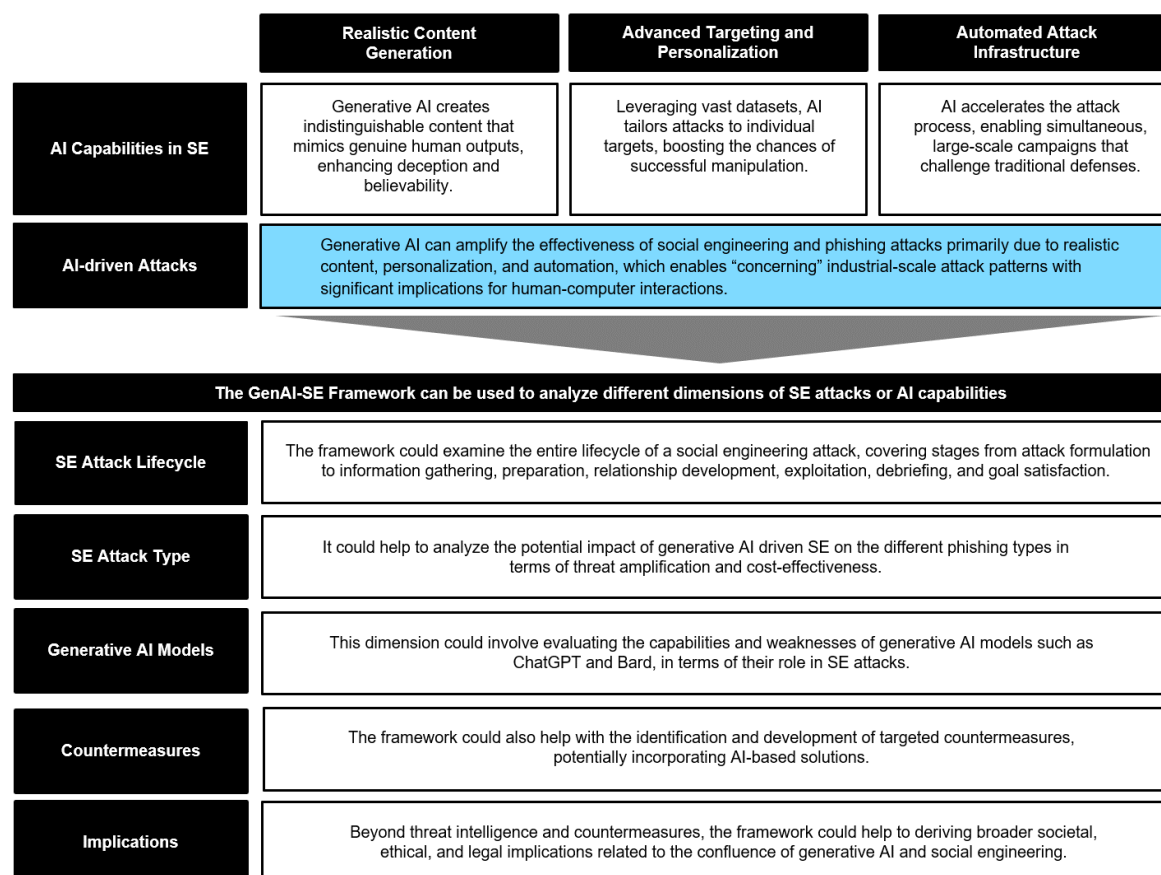 Realistic Content
Generation
Advanced Targeting and
Personalization
Automated Attack
Infrastructure
AI Capabilities in SE
Generative AI creates
indistinguishable content that
mimics genuine human outputs,
enhancing deception and
believability.
Leveraging vast datasets, AI
tailors attacks to individual
targets, boosting the chances of
successful manipulation.
AI accelerates the attack
process, enabling simultaneous,
large-scale campaigns that
challenge traditional defenses.
AI-driven Attacks
Generative AI can amplify the effectiveness of social engineering and phishing attacks primarily due to realistic
content, personalization, and automation, which enables “concerning” industrial-scale attack patterns with
significant implications for human-computer interactions.
The GenAI-SE Framework can be used to analyze different dimensions of SE attacks or AI capabilities
SE Attack Lifecycle
The framework could examine the entire lifecycle of a social engineering attack, covering stages from attack formulation
to information gathering, preparation, relationship development, exploitation, debriefing, and goal satisfaction.
SE Attack Type
It could help to analyze the potential impact of generative AI driven SE on the different phishing types in
terms of threat amplification and cost-effectiveness.
Generative AI Models
This dimension could involve evaluating the capabilities and weaknesses of generative AI models such as
ChatGPT and Bard, in terms of their role in SE attacks.
Countermeasures
The framework could also help with the identification and development of targeted countermeasures,
potentially incorporating AI-based solutions.
Implications
Beyond threat intelligence and countermeasures, the framework could help to deriving broader societal,
ethical, and legal implications related to the confluence of generative AI and social engineering.